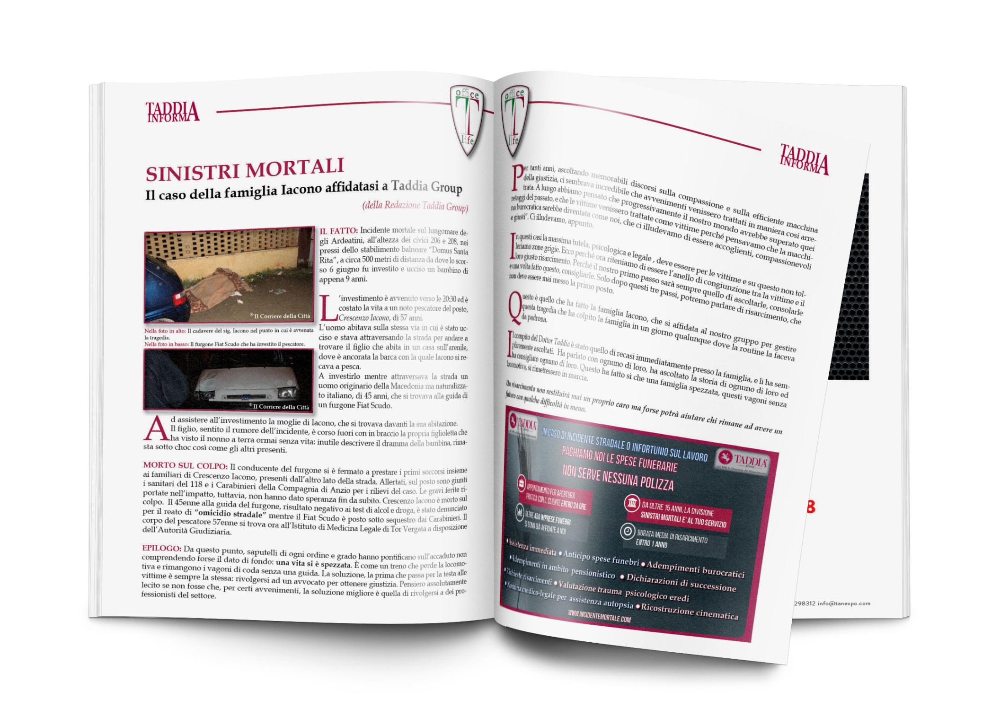 TADDIA
INFORMA
office
T
life
SINISTRI MORTALI
Il caso della famiglia Iacono affidatasi a Taddia Group
(della Redazione Taddia Group)
® Il Corriere della Città
Nella foto in alto: Il cadavere del sig. Iacono nel punto in cui è avvenuta
la tragedia.
Nella foto in basso: Il furgone Fiat Scudo che ha investito il pescatore.
® Il Corriere della Città
IL FATTO: Incidente mortale sul lungomare de-
gli Ardeatini, all'altezza dei civici 206 e 208, nei
pressi dello stabilimento balneare "Domus Santa
Rita", a circa 500 metri di distanza da dove lo scor-
so 6 giugno fu investito e ucciso un bambino di
appena 9 anni.
L'investimento è avvenuto verso le 20:30 ed è
costato la vita a un noto pescatore del posto,
Crescenzo Iacono, di 57 anni.
L'uomo abitava sulla stessa via in cui è stato uc-
ciso e stava attraversando la strada per andare a
trovare il figlio che abita in un casa sull'arenile,
dove è ancorata la barca con la quale Iacono si re-
cava a pesca.
A investirlo mentre attraversava la strada un
uomo originario della Macedonia ma naturalizza-
to italiano, di 45 anni, che si trovava alla guida di
un furgone Fiat Scudo.
Ad assistere all'investimento la moglie di Iacono, che si trovava davanti la sua abitazione.
Il figlio, sentito il rumore dell'incidente, è corso fuori con in braccio la propria figlioletta che
ha visto il nonno a terra ormai senza vita: inutile descrivere il dramma della bambina, rima-
sta sotto choc così come gli altri presenti.
MORTO SUL COLPO: Il conducente del furgone si è fermato a prestare i primi soccorsi insieme
ai familiari di Crescenzo Iacono, presenti dall'altro lato della strada. Allertati, sul posto sono giunti
i sanitari del 118 e i Carabinieri della Compagnia di Anzio per i rilievi del caso. Le gravi ferite ri-
portate nell'impatto, tuttavia, non hanno dato speranza fin da subito. Crescenzo Iacono è morto sul
colpo. Il 45enne alla guida del furgone, risultato negativo ai test di alcol e droga, è stato denunciato
per il reato di "omicidio stradale" mentre il Fiat Scudo è posto sotto sequestro dai Carabinieri. Il
corpo del pescatore 57enne si trova ora all'Istituto di Medicina Legale di Tor Vergata a disposizione
dell'Autorità Giudiziaria.
EPILOGO: Da questo punto, saputelli di ogni ordine e grado hanno pontificano sull'accaduto non
comprendendo forse il dato di fondo: una vita si è spezzata. È come un treno che perde la locomo-
tiva e rimangono i vagoni di coda senza una guida. La soluzione, la prima che passa per la testa alle
vittime è sempre la stessa: rivolgersi ad un avvocato per ottenere giustizia. Pensiero assolutamente
lecito se non fosse che, per certi avvenimenti, la soluzione migliore è quella di rivolgersi a dei pro-
fessionisti del settore.
office
T
life
TADDIA
INFORMA
Per tanti anni, ascoltando memorabili discorsi sulla compassione e sulla efficiente macchina
della giustizia, ci sembrava incredibile che avvenimenti venissero trattati in maniera cosi arre-
trata. A lungo abbiamo pensato che progressivamente il nostro mondo avrebbe superato quei
retaggi del passato, e che le vittime venissero trattate come vittime perché pensavamo che la macchi-
na burocratica sarebbe diventata come noi, che ci illudevamo di essere accoglienti, compassionevoli
e giusti". Ci illudevamo, appunto.
In questi casi la massima tutela, psicologica e legale , deve essere per le vittime e su questo non tol-
leriamo zone grigie. Ecco perché ora riteniamo di essere l'anello di congiunzione tra la vittime e il
loro giusto risarcimento. Perché il nostro primo passo sarà sempre quello di ascoltarle, consolarle
e una volta fatto questo, consigliarle. Solo dopo questi tre passi, potremo parlare di risarcimento, che
non deve essere mai messo la primo posto.
Questo è quello che ha fatto la famiglia Iacono, che si affidata al nostro gruppo per gestire
questa tragedia che ha colpito la famiglia in un giorno qualunque dove la routine la faceva
da padrona.
Il compito del Dottor Taddia è stato quello di recasi immediatamente presso la famiglia, e li ha sem-
plicemente ascoltati. Ha parlato con ognuno di loro, ha ascoltato la storia di ognuno di loro ed
ha consigliato ognuno di loro. Questo ha fatto sì che una famiglia spezzata, questi vagoni senza
locomotiva, si rimettessero in marcia.
Un risarcimento non restituirà mai un proprio caro ma forse potrà aiutare chi rimane ad avere un
futuro con qualche difficoltà in meno.
TADDIA
group
IN CASO DI INCIDENTE STRADALE O INFORTUNIO SUL LAVORO
PAGHIAMO NOI LE SPESE FUNERARIE
NON SERVE NESSUNA POLIZZA
TADDIA
group
dal 1990 la Sicurezza del Risarcimento
APPUNTAMENTO PER APERTURA
PRATICA CON IL CLIENTE ENTRO 24 ORE
OLTRE 450 IMPRESE FUNEBRI
SI SONO GIÀ AFFIDATE A NOI
DA OLTRE 15 ANNI, LA DIVISIONE
SINISTRI MORTALI E' AL TUO SERVIZIO
DURATA MEDIA DI RISARCIMENTO
ENTRO 1 ANNO
•Assistenza immediata •Anticipo spese funebri •Adempimenti burocratici
•Adempimenti in ambito pensionistico •Dichiarazioni di successione
•Richieste risarcimenti •Valutazione trauma psicologico eredi
•Nomina medico-legale per assistenza autopsia •Ricostruzione cinematica
WWW.INCIDENTEMORTALE.COM
8
298312 info@tanexpo.com